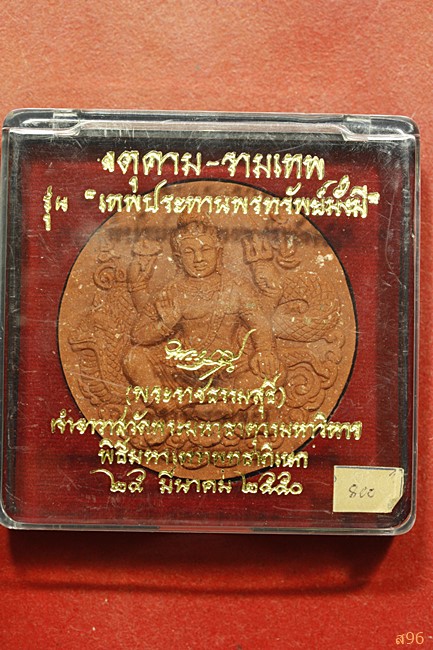 จตุคาม-รามเทพ
รุ่น "เทพประทานพรทรัพย์มั่งมี"
(พระราชธรรมสุธี)
เจ้าอาวาสวัดพระมหาธาตุวรมหาวิหาร
พิธีมหาเทวาภิเษก
๒๕ มีนาคม ๒๕๕๐
ส96